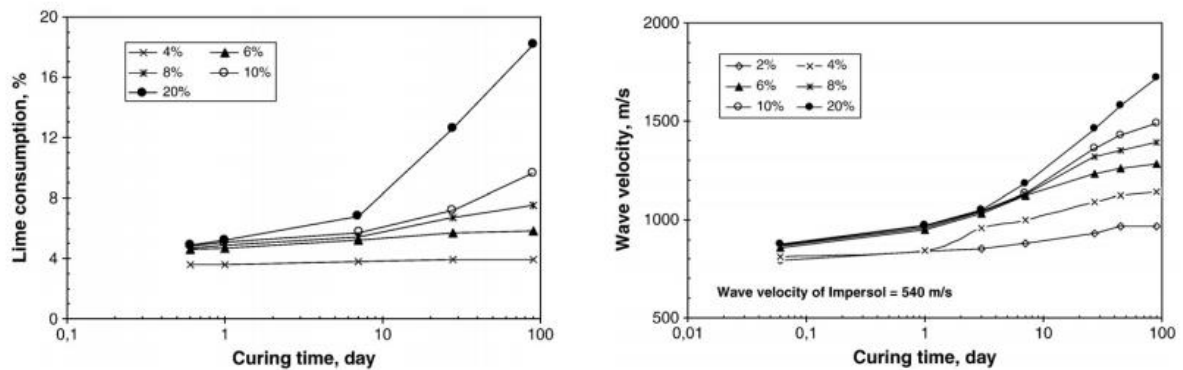 20
16
12
8
4
0
Lime consumption, %
4% 6%
8% 10%
20%
0,1 1 10 100
Curing time, day
2000
1500
1000
500
Wave velocity, m/s
2% 4%
6% 8%
10% 20%
Wave velocity of Impersol = 540 m/s
0,01 0,1 1 10 100
Curing time, day